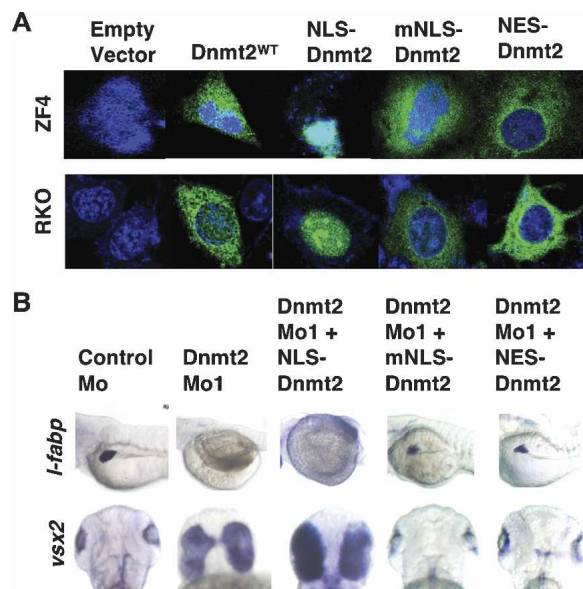 A
Empty Vector
Dnmt2WT
NLS-Dnmt2
mNLS-Dnmt2
NES-Dnmt2
ZF4
RKO
B
Control Mo
Dnmt2 Mo1
Dnmt2 Mo1 + NLS-Dnmt2
Dnmt2 Mo1 + mNLS-Dnmt2
Dnmt2 Mo1 + NES-Dnmt2
l-fabp
vsx2